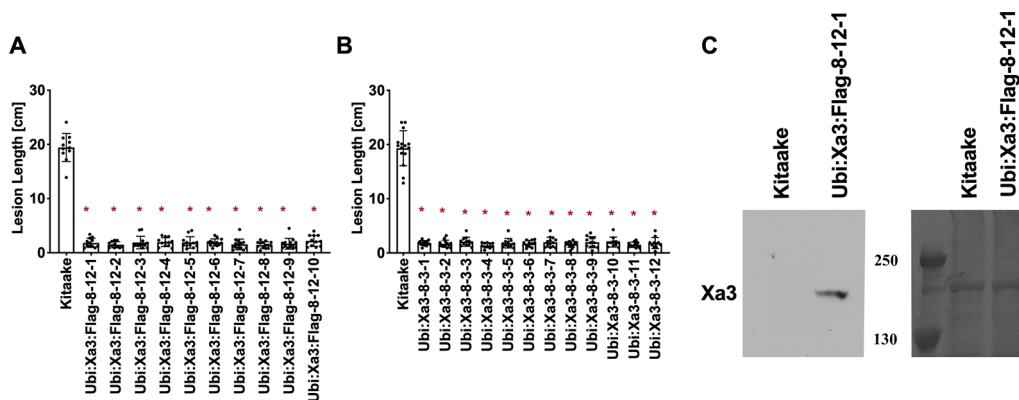 A
Lesion Length [cm]
30
20
10
0
* * * * * * * * * *
Kitaake
Ubi:Xa3:Flag-8-12-1
Ubi:Xa3:Flag-8-12-2
Ubi:Xa3:Flag-8-12-3
Ubi:Xa3:Flag-8-12-4
Ubi:Xa3:Flag-8-12-5
Ubi:Xa3:Flag-8-12-6
Ubi:Xa3:Flag-8-12-7
Ubi:Xa3:Flag-8-12-8
Ubi:Xa3:Flag-8-12-9
Ubi:Xa3:Flag-8-12-10
B
Lesion Length [cm]
30
20
10
0
* * * * * * * * * * * *
Kitaake
Ubi:Xa3-8-3-1
Ubi:Xa3-8-3-2
Ubi:Xa3-8-3-3
Ubi:Xa3-8-3-4
Ubi:Xa3-8-3-5
Ubi:Xa3-8-3-6
Ubi:Xa3-8-3-7
Ubi:Xa3-8-3-8
Ubi:Xa3-8-3-9
Ubi:Xa3-8-3-10
Ubi:Xa3-8-3-11
Ubi:Xa3-8-3-12
C
Kitaake
Ubi:Xa3:Flag-8-12-1
Kitaake
Ubi:Xa3:Flag-8-12-1
Xa3
250
130